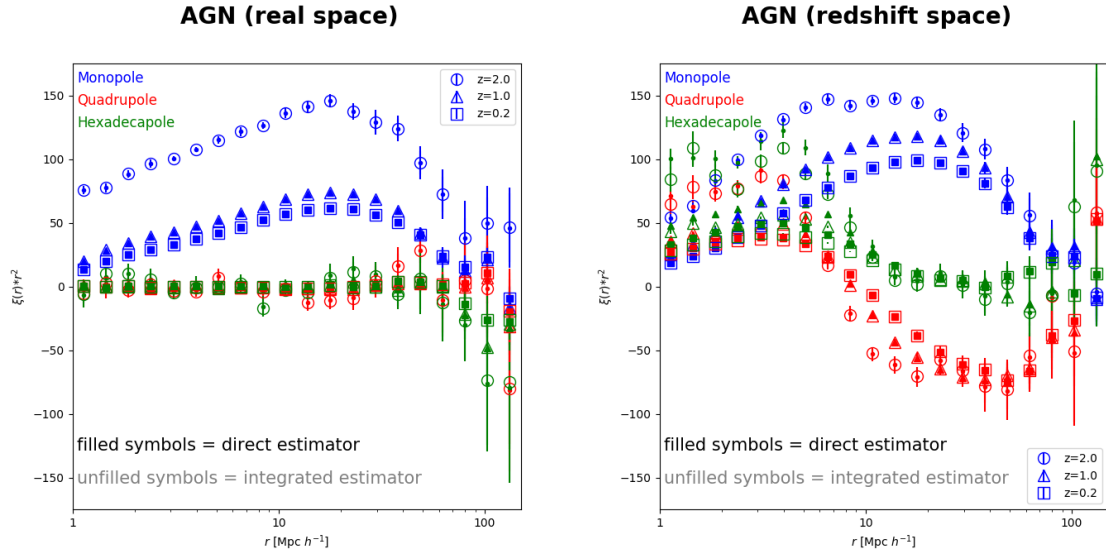 AGN (real space)
AGN (redshift space)
ξ(r)*r²
150
100
50
0
−50
−100
−150
Monopole
Quadrupole
Hexadecapole
z=2.0
z=1.0
z=0.2
filled symbols = direct estimator
unfilled symbols = integrated estimator
1
10
100
r [Mpc h⁻¹]
ξ(r)*r²
150
100
50
0
−50
−100
−150
Monopole
Quadrupole
Hexadecapole
filled symbols = direct estimator
unfilled symbols = integrated estimator
z=2.0
z=1.0
z=0.2
1
10
100
r [Mpc h⁻¹]